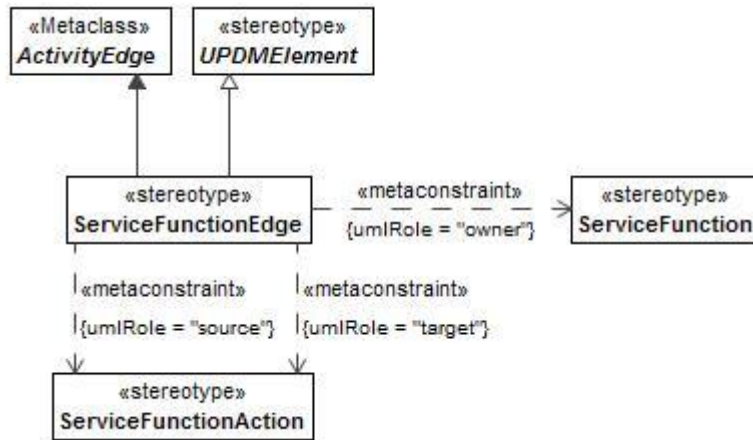 «Metaclass»
ActivityEdge
«stereotype»
UPDMElement
«stereotype»
ServiceFunctionEdge
«metaconstraint»
{umlRole = "owner"}
«stereotype»
ServiceFunction
«metaconstraint»
{umlRole = "source"}
«metaconstraint»
{umlRole = "target"}
«stereotype»
ServiceFunctionAction